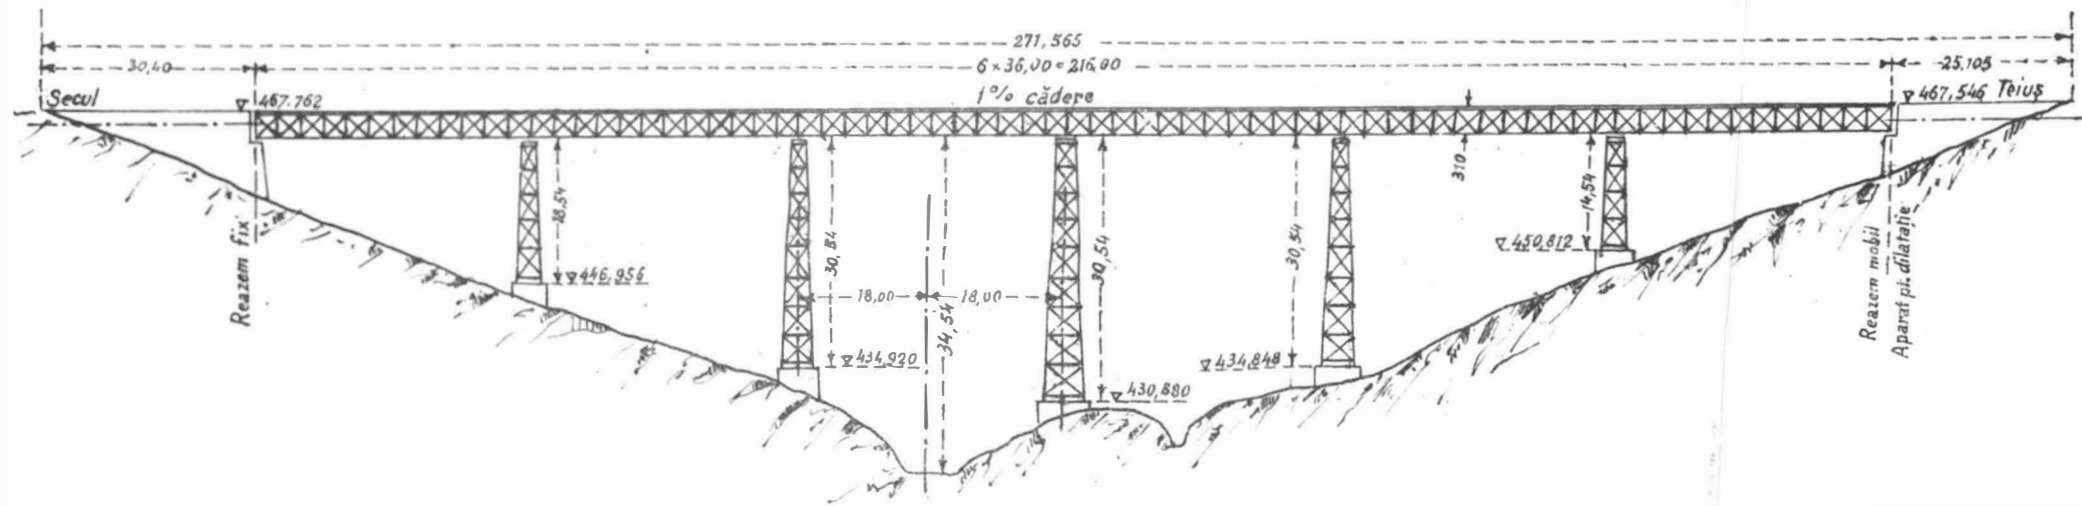 271,565
30,40
6 × 36,00 = 216,00
25,105
Secul
467.762
1% cădere
467,546 Teiuș
310
18,54
30,54
34,54
30,54
30,54
14,54
Reazem fix
446,956
18,00
18,00
434,920
430,880
434,848
450,812
Reazem mobil
Aparat pt. dilatație